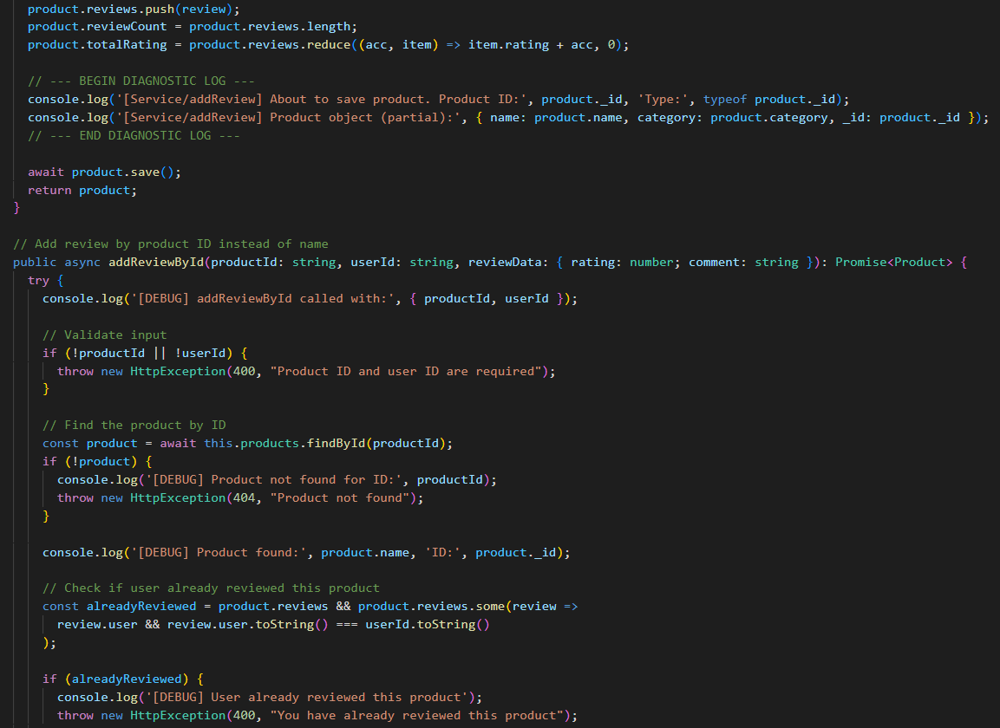 product.reviews.push(review);
product.reviewCount = product.reviews.length;
product.totalRating = product.reviews.reduce((acc, item) => item.rating + acc, 0);
// --- BEGIN DIAGNOSTIC LOG ---
console.log('[Service/addReview] About to save product. Product ID:', product._id, 'Type:', typeof product._id);
console.log('[Service/addReview] Product object (partial):', { name: product.name, category: product.category, _id: product._id });
// --- END DIAGNOSTIC LOG ---
await product.save();
return product;
}
// Add review by product ID instead of name
public async addReviewById(productId: string, userId: string, reviewData: { rating: number; comment: string }): Promise<Product> {
try {
console.log('[DEBUG] addReviewById called with:', { productId, userId });
// Validate input
if (!productId || !userId) {
throw new HttpException(400, "Product ID and user ID are required");
}
// Find the product by ID
const product = await this.products.findById(productId);
if (!product) {
console.log('[DEBUG] Product not found for ID:', productId);
throw new HttpException(404, "Product not found");
}
console.log('[DEBUG] Product found:', product.name, 'ID:', product._id);
// Check if user already reviewed this product
const alreadyReviewed = product.reviews && product.reviews.some(review =>
review.user && review.user.toString() === userId.toString()
);
if (alreadyReviewed) {
console.log('[DEBUG] User already reviewed this product');
throw new HttpException(400, "You have already reviewed this product");